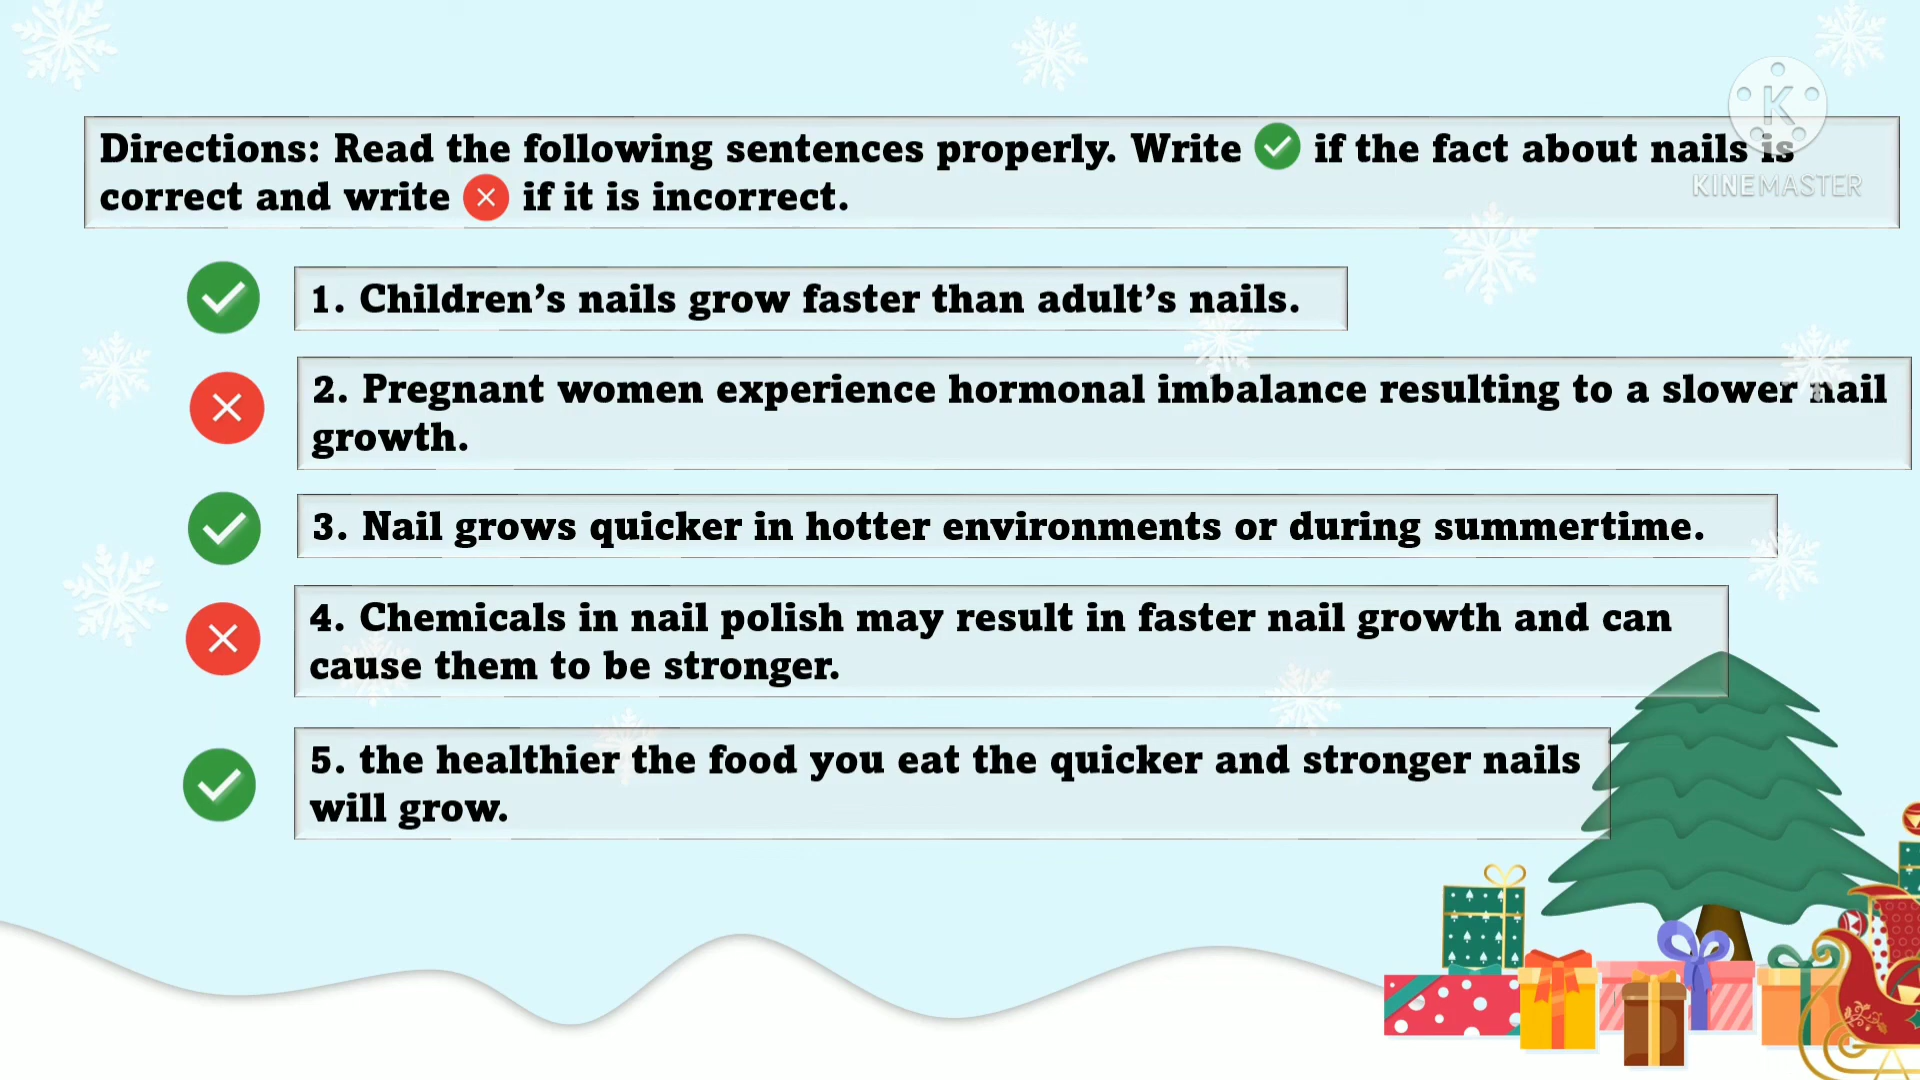 Directions: Read the following sentences properly. Write ✓ if the fact about nails is
KINEMASTER
correct and write ✗ if it is incorrect.
1. Children’s nails grow faster than adult’s nails.
2. Pregnant women experience hormonal imbalance resulting to a slower nail
growth.
3. Nail grows quicker in hotter environments or during summertime.
4. Chemicals in nail polish may result in faster nail growth and can
cause them to be stronger.
5. the healthier the food you eat the quicker and stronger nails
will grow.